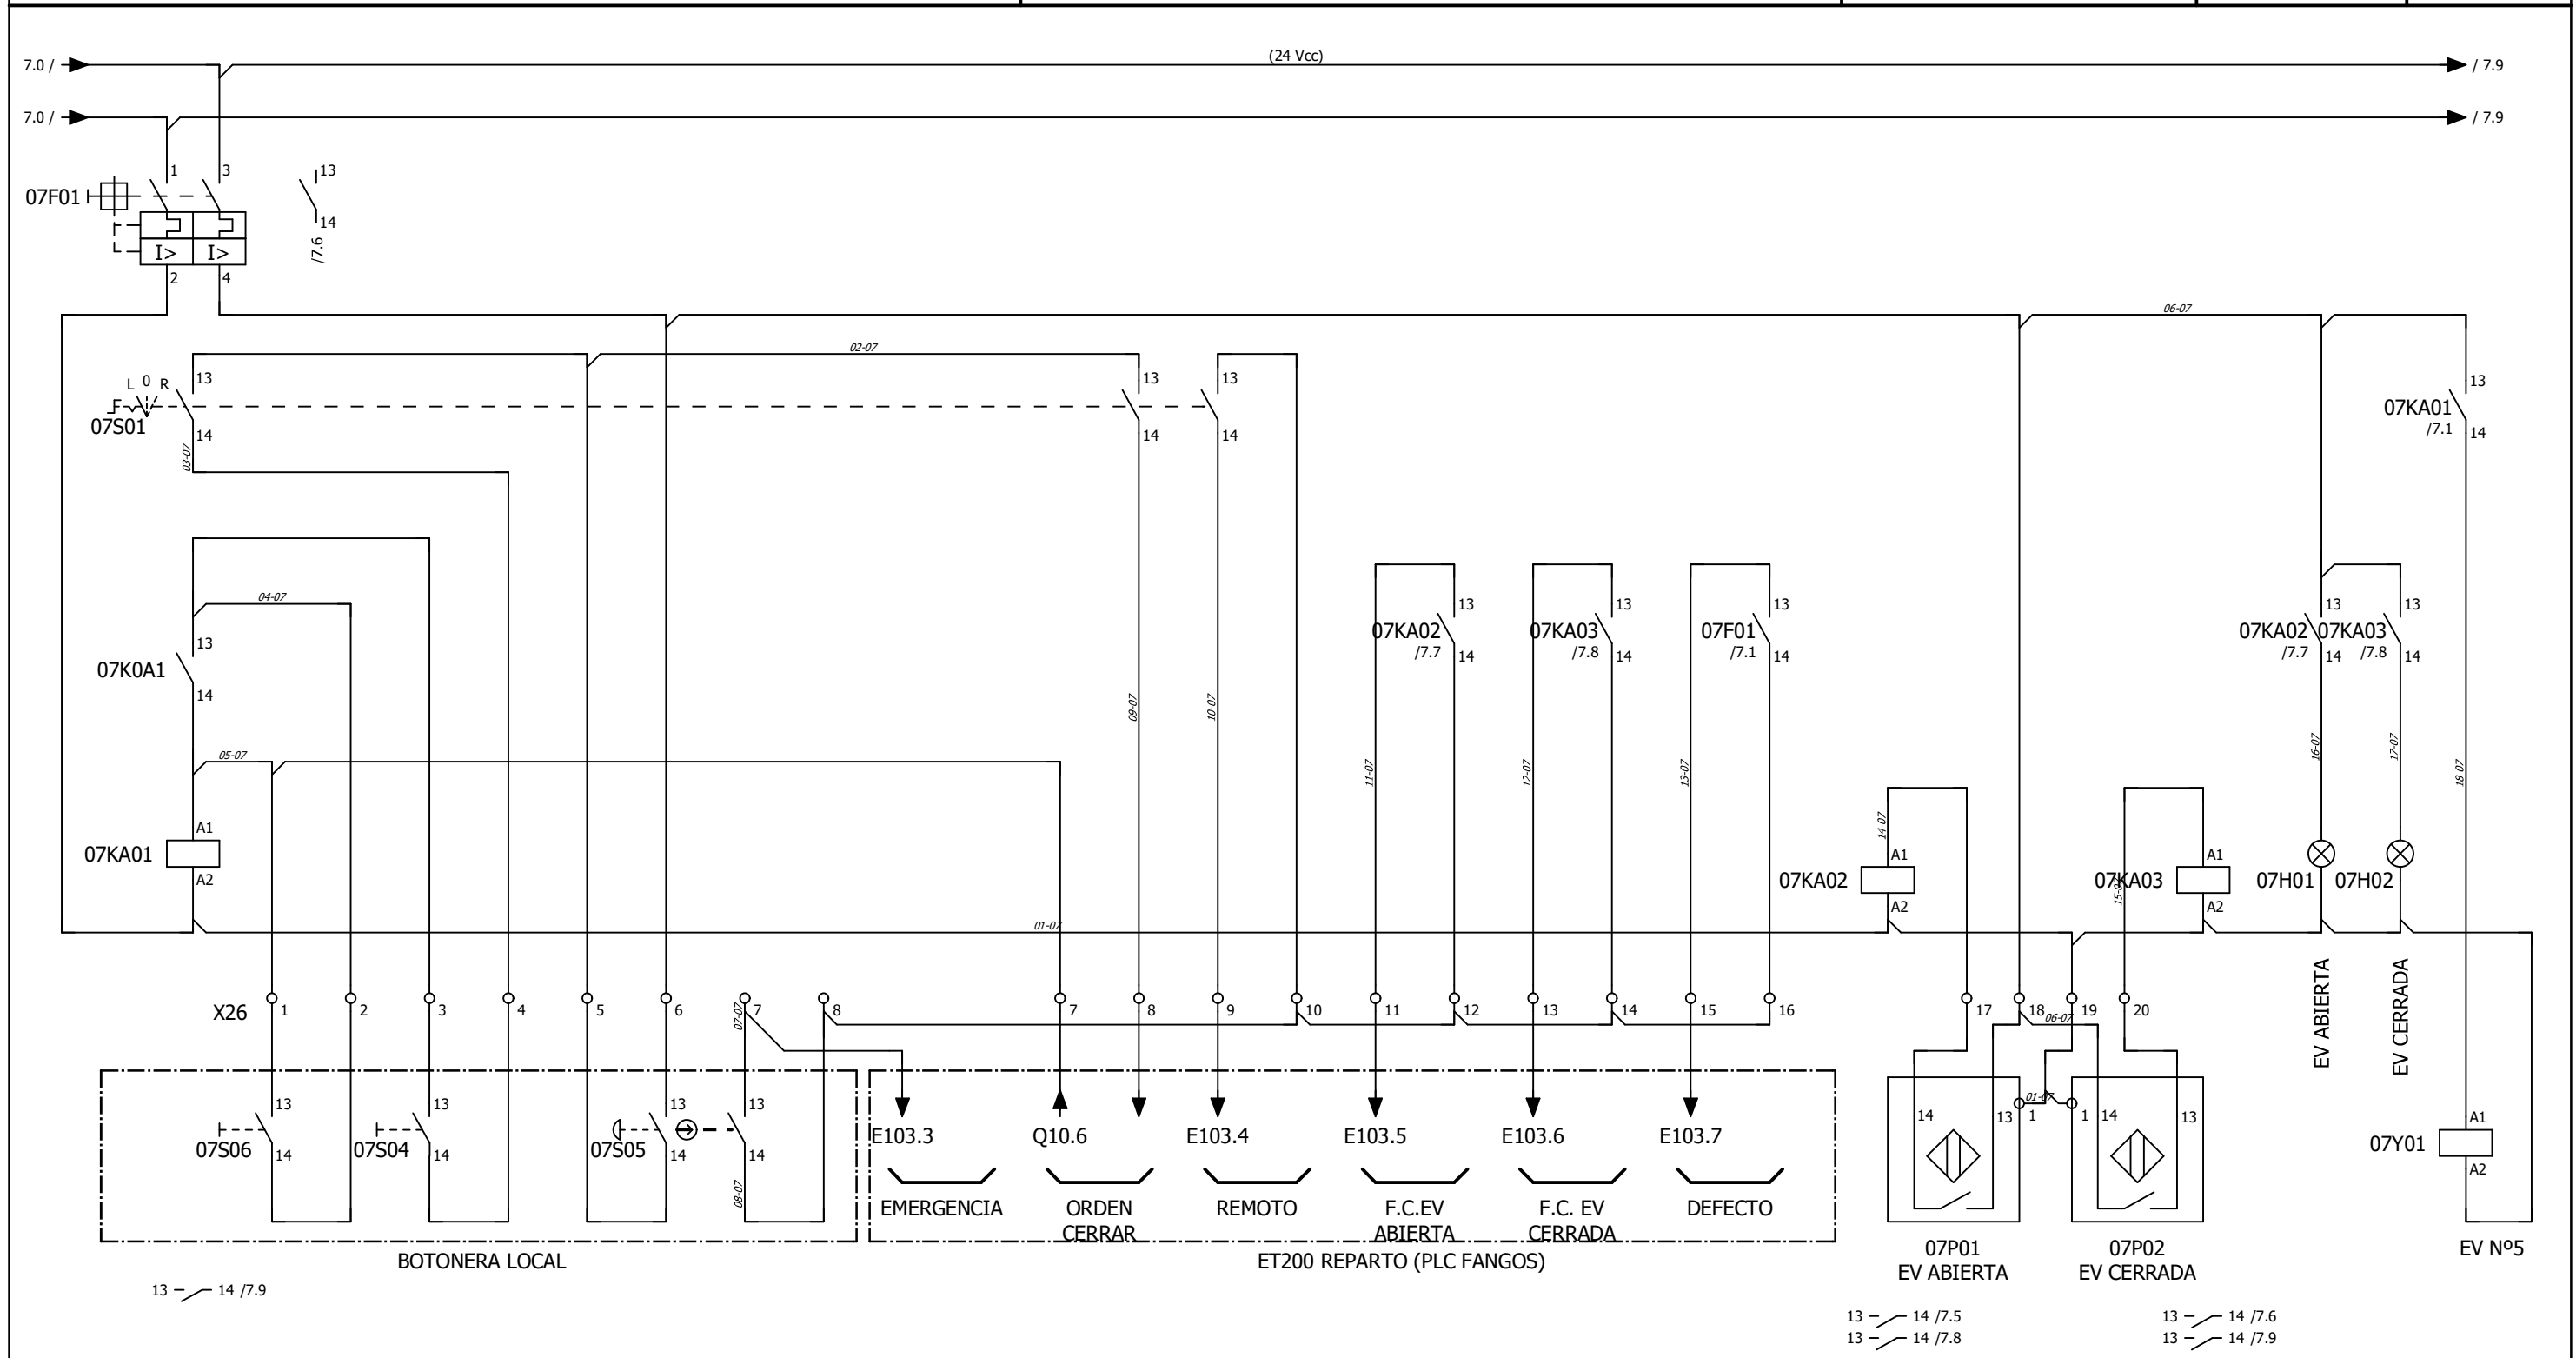 (24 Vcc)
7.0 / / 7.9
7.0 / / 7.9
1 3 13
07F01
14
I> I>
/7.6
2 4
06-07
02-07
L 0 R 13 13 13 13
07S01 07KA01
/7.1
14 14 14 14
03-07
04-07 13 13 13 13 13
13
07K0A1 07KA02 07KA03 07F01 07KA02 07KA03
/7.7 14 /7.8 14 /7.1 14 /7.7 14 /7.8 14
14
09-07 10-07
05-07 11-07 12-07 13-07 16-07 17-07 18-07
14-07
A1 A1 A1
07KA01 07KA02 07KA03 07H01 07H02
15-07
A2 A2 A2
01-07
EV ABIERTA EV CERRADA
X26 1 2 3 4 5 6 7 8 7 8 9 10 11 12 13 14 15 16 17 18 19 20
07-07 06-07
01-07
13 13 13 13 14 13 1 1 14 13 A1
07S06 07S04 07S05 E103.3 Q10.6 E103.4 E103.5 E103.6 E103.7 07Y01
14 14 14 14 A2
08-07
EMERGENCIA ORDEN CERRAR REMOTO F.C.EV ABIERTA F.C. EV CERRADA DEFECTO
BOTONERA LOCAL ET200 REPARTO (PLC FANGOS)
07P01 07P02 EV Nº5
EV ABIERTA EV CERRADA
13 14 /7.9
13 14 /7.5 13 14 /7.6
13 14 /7.8 13 14 /7.9